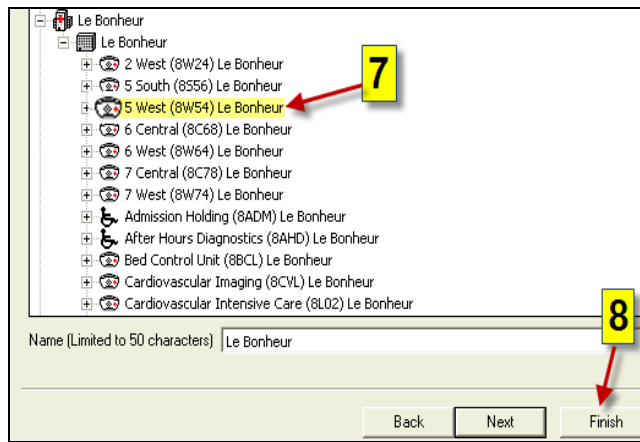 Le Bonheur
Le Bonheur
2 West (8W24) Le Bonheur
5 South (8S56) Le Bonheur
7
5 West (8W54) Le Bonheur
6 Central (8C68) Le Bonheur
6 West (8W64) Le Bonheur
7 Central (8C78) Le Bonheur
7 West (8W74) Le Bonheur
Admission Holding (8ADM) Le Bonheur
After Hours Diagnostics (8AHD) Le Bonheur
Bed Control Unit (8BCL) Le Bonheur
Cardiovascular Imaging (8CVL) Le Bonheur
Cardiovascular Intensive Care (8L02) Le Bonheur
8
Name (Limited to 50 characters) Le Bonheur
Back Next Finish